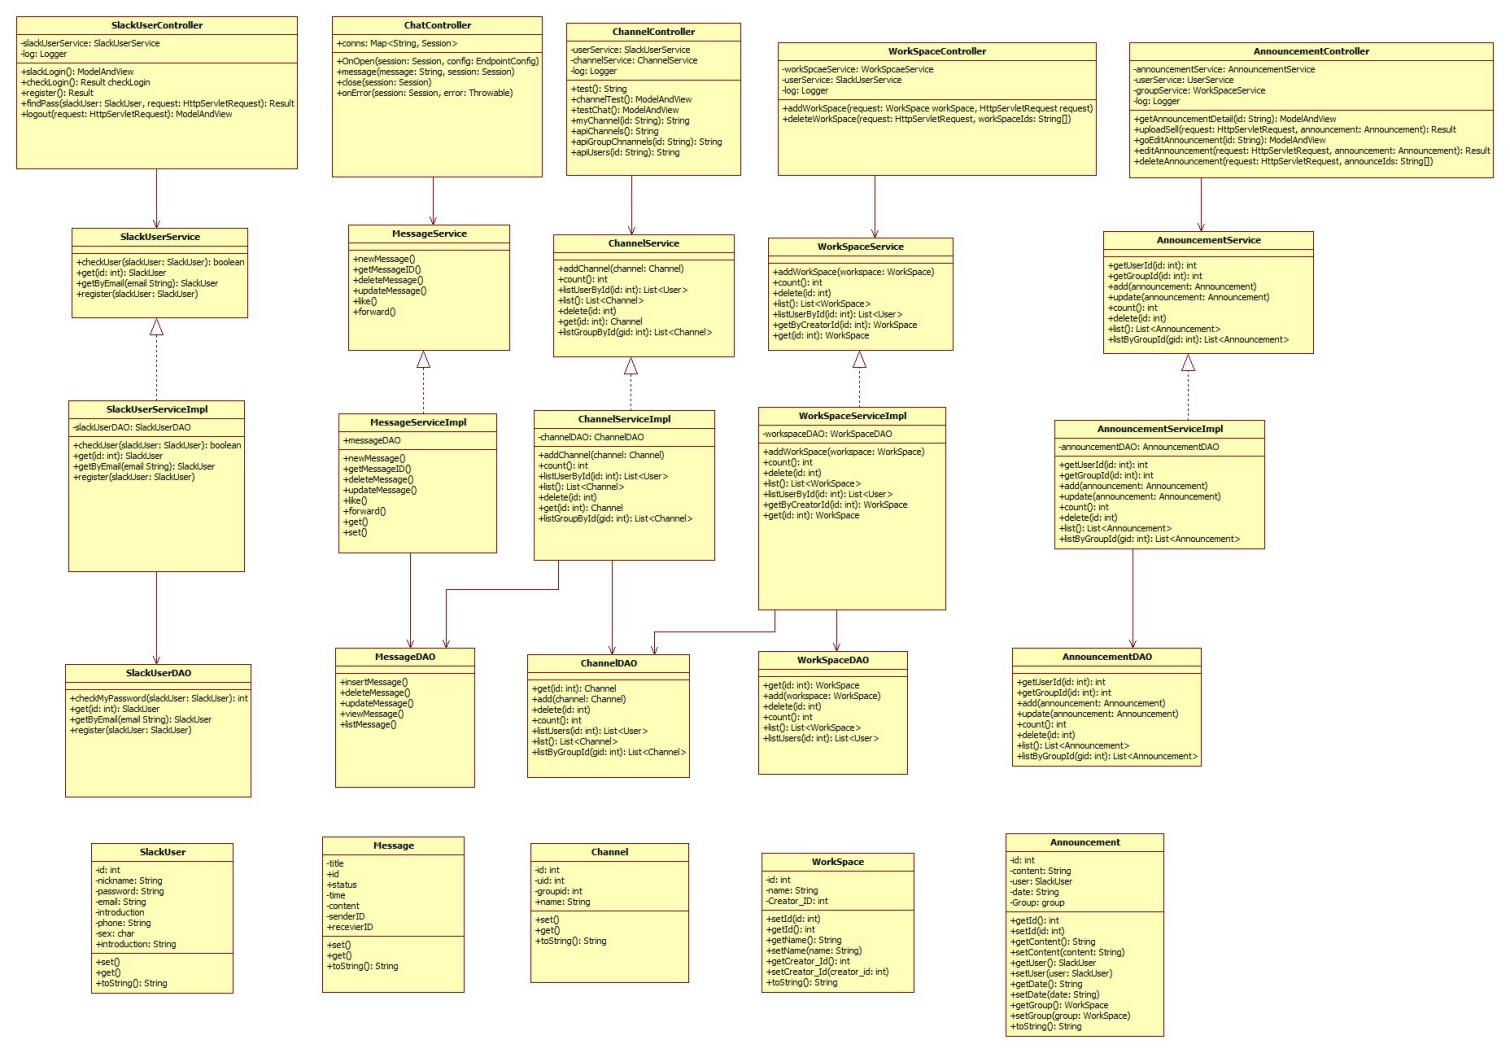 SlackUserController
-slackUserService: SlackUserService
-log: Logger
+slackLogin(): ModelAndView
+checkLogin(): Result checkLogin
+register(): Result
+findPass(slackUser: SlackUser, request: HttpServletRequest): Result
+logout(request: HttpServletRequest): ModelAndView
ChatController
+conns: Map<String, Session>
+OnOpen(session: Session, config: EndpointConfig)
+message(message: String, session: Session)
+close(session: Session)
+onError(session: Session, error: Throwable)
ChannelController
-userService: SlackUserService
-channelService: ChannelService
-log: Logger
+test(): String
+channelTest(): ModelAndView
+testChat(): ModelAndView
+myChannel(id: String): String
+apiChannels(): String
+apiGroupChnannels(id: String): String
+apiUsers(id: String): String
WorkSpaceController
-workSpcaeService: WorkSpcaeService
-userService: SlackUserService
-log: Logger
+addWorkSpace(request: WorkSpace workSpace, HttpServletRequest request)
+deleteWorkSpace(request: HttpServletRequest, workSpaceIds: String[])
AnnouncementController
-announcementService: AnnouncementService
-userService: UserService
-groupService: WorkSpaceService
-log: Logger
+getAnnouncementDetail(id: String): ModelAndView
+uploadSell(request: HttpServletRequest, announcement: Announcement): Result
+goEditAnnouncement(id: String): ModelAndView
+editAnnouncement(request: HttpServletRequest, announcement: Announcement): Result
+deleteAnnouncement(request: HttpServletRequest, announceIds: String[])
SlackUserService
+checkUser(slackUser: SlackUser): boolean
+get(id: int): SlackUser
+getByEmail(email String): SlackUser
+register(slackUser: SlackUser)
MessageService
+newMessage()
+getMessageID()
+deleteMessage()
+updateMessage()
+like()
+forward()
ChannelService
+addChannel(channel: Channel)
+count(): int
+listUserById(id: int): List<User>
+list(): List<Channel>
+delete(id: int)
+get(id: int): Channel
+listGroupById(gid: int): List<Channel>
WorkSpaceService
+addWorkSpace(workspace: WorkSpace)
+count(): int
+delete(id: int)
+list(): List<WorkSpace>
+listUserById(id: int): List<User>
+getByCreatorId(id: int): WorkSpace
+get(id: int): WorkSpace
AnnouncementService
+getUserId(id: int): int
+getGroupId(id: int): int
+add(announcement: Announcement)
+update(announcement: Announcement)
+count(): int
+delete(id: int)
+list(): List<Announcement>
+listByGroupId(gid: int): List<Announcement>
SlackUserServiceImpl
-slackUserDAO: SlackUserDAO
+checkUser(slackUser: SlackUser): boolean
+get(id: int): SlackUser
+getByEmail(email String): SlackUser
+register(slackUser: SlackUser)
MessageServiceImpl
+messageDAO
+newMessage()
+getMessageID()
+deleteMessage()
+updateMessage()
+like()
+forward()
+get()
+set()
ChannelServiceImpl
-channelDAO: ChannelDAO
+addChannel(channel: Channel)
+count(): int
+listUserById(id: int): List<User>
+list(): List<Channel>
+delete(id: int)
+get(id: int): Channel
+listGroupById(gid: int): List<Channel>
WorkSpaceServiceImpl
-workspaceDAO: WorkSpaceDAO
+addWorkSpace(workspace: WorkSpace)
+count(): int
+delete(id: int)
+list(): List<WorkSpace>
+listUserById(id: int): List<User>
+getByCreatorId(id: int): WorkSpace
+get(id: int): WorkSpace
AnnouncementServiceImpl
-announcementDAO: AnnouncementDAO
+getUserId(id: int): int
+getGroupId(id: int): int
+add(announcement: Announcement)
+update(announcement: Announcement)
+count(): int
+delete(id: int)
+list(): List<Announcement>
+listByGroupId(gid: int): List<Announcement>
SlackUserDAO
+checkMyPassword(slackUser: SlackUser): int
+get(id: int): SlackUser
+getByEmail(email String): SlackUser
+register(slackUser: SlackUser)
MessageDAO
+insertMessage()
+deleteMessage()
+updateMessage()
+viewMessage()
+listMessage()
ChannelDAO
+get(id: int): Channel
+add(channel: Channel)
+delete(id: int)
+count(): int
+listUsers(id: int): List<User>
+list(): List<Channel>
+listByGroupId(gid: int): List<Channel>
WorkSpaceDAO
+get(id: int): WorkSpace
+add(workspace: WorkSpace)
+delete(id: int)
+count(): int
+list(): List<WorkSpace>
+listUsers(id: int): List<User>
AnnouncementDAO
+getUserId(id: int): int
+getGroupId(id: int): int
+add(announcement: Announcement)
+update(announcement: Announcement)
+count(): int
+delete(id: int)
+list(): List<Announcement>
+listByGroupId(gid: int): List<Announcement>
SlackUser
-id: int
-nickname: String
-password: String
-email: String
-introduction
-phone: String
-sex: char
+introduction: String
+set()
+get()
+toString(): String
Message
-title
+id
+status
-time
-content
-senderID
+recevierID
+set()
+get()
+toString(): String
Channel
-id: int
-uid: int
-groupid: int
+name: String
+set()
+get()
+toString(): String
WorkSpace
-id: int
-name: String
-Creator_ID: int
+setId(id: int)
+getId(): int
+getName(): String
+setName(name: String)
+getCreator_Id(): int
+setCreator_Id(creator_id: int)
+toString(): String
Announcement
-id: int
-content: String
-user: SlackUser
-date: String
-Group: group
+getId(): int
+setId(id: int)
+getContent(): String
+setContent(content: String)
+getUser(): SlackUser
+setUser(user: SlackUser)
+getDate(): String
+setDate(date: String)
+getGroup(): WorkSpace
+setGroup(group: WorkSpace)
+toString(): String